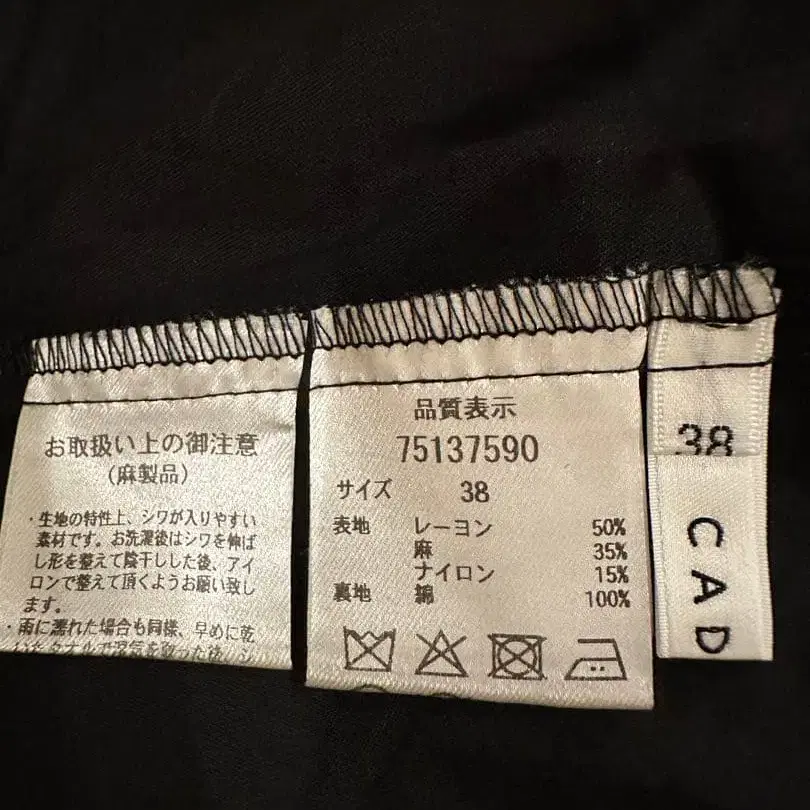 お取扱い上の御注意
(麻製品)
・生地の特性上、シワが入りやすい
素材です。お洗濯後はシワを伸ば
し形を整えて陰干しした後、アイ
ロンで整えて頂くようお願い致し
ます。
・雨に濡れた場合も同様、早めに乾
品質表示
75137590
サイズ 38
表地 レーヨン 50%
麻 35%
ナイロン 15%
裏地 綿 100%
38
CAD